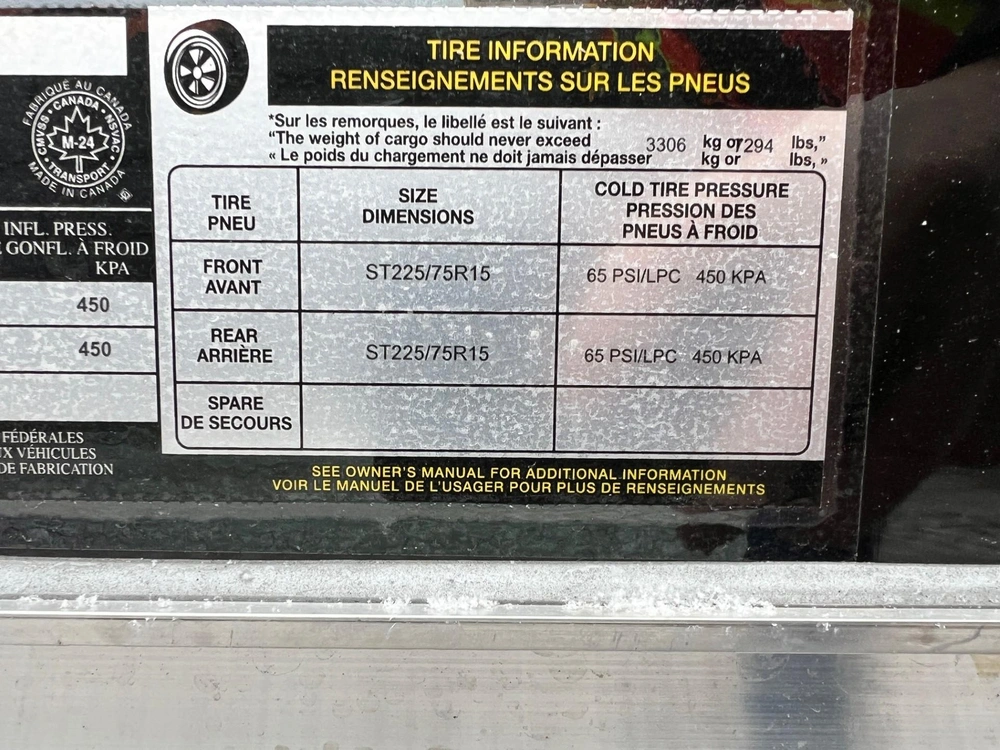 FABRIQUÉ AU CANADA
CANADA
CMVSS • NSVAC
M-24
TRANSPORT
MADE IN CANADA
INFL. PRESS.
GONFL. À FROID
KPA
450
450
FÉDÉRALES
UX VÉHICULES
DE FABRICATION
TIRE INFORMATION
RENSEIGNEMENTS SUR LES PNEUS
*Sur les remorques, le libellé est le suivant :
“The weight of cargo should never exceed 3306 kg or 7294 lbs,”
« Le poids du chargement ne doit jamais dépasser kg or lbs, »
TIRE SIZE COLD TIRE PRESSURE
PNEU DIMENSIONS PRESSION DES
PNEUS À FROID
FRONT
AVANT ST225/75R15 65 PSI/LPC 450 KPA
REAR
ARRIÈRE ST225/75R15 65 PSI/LPC 450 KPA
SPARE
DE SECOURS
SEE OWNER'S MANUAL FOR ADDITIONAL INFORMATION
VOIR LE MANUEL DE L'USAGER POUR PLUS DE RENSEIGNEMENTS